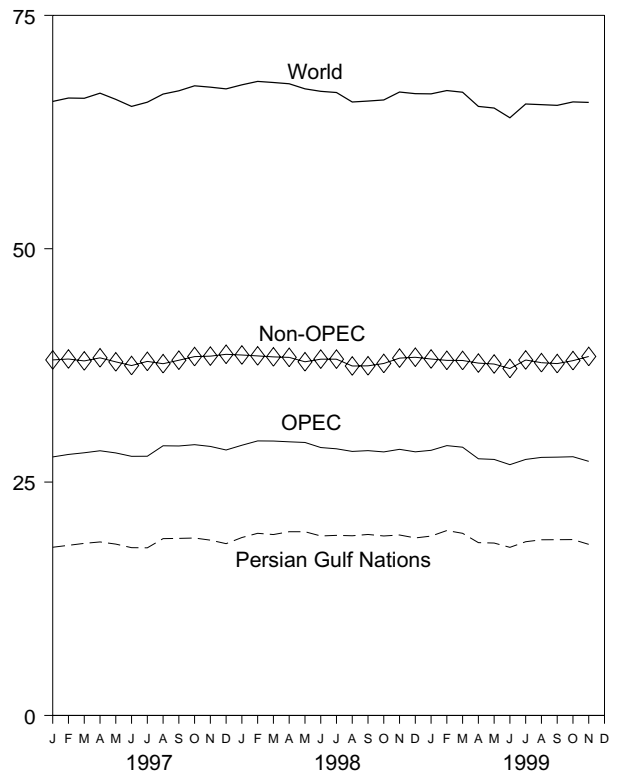 75
World
50
Non-OPEC
OPEC
25
Persian Gulf Nations
0
J F M A M J J A S O N D J F M A M J J A S O N D J F M A M J J A S O N D
1997 1998 1999